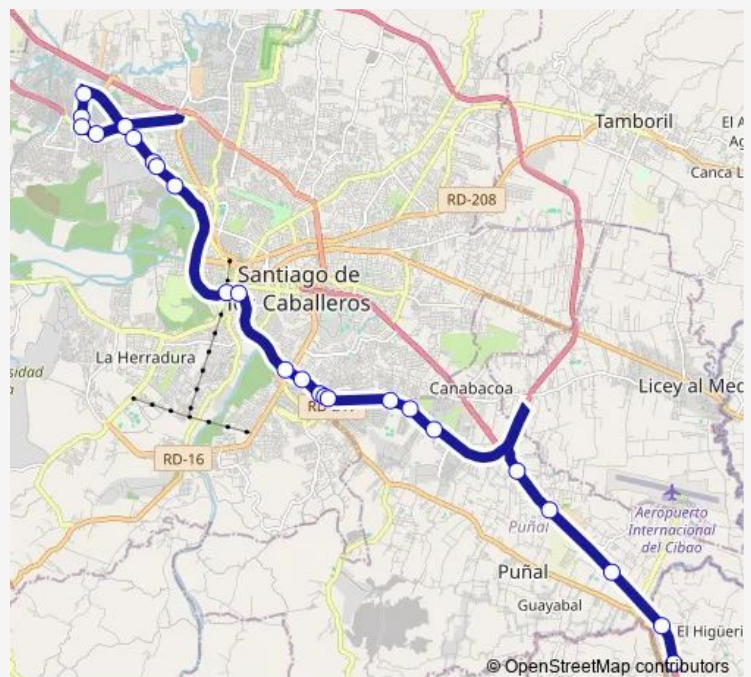 Tamboril
El A
Ag
Canca L
RD-208
Santiago de
Caballeros
La Herradura
sidad
a
Canabacoa
Licey al Med
RD-16
Puñal
Aeropuerto
Internacional
del Cibao
Puñal
Guayabal
El Higüeri
© OpenStreetMap contributors